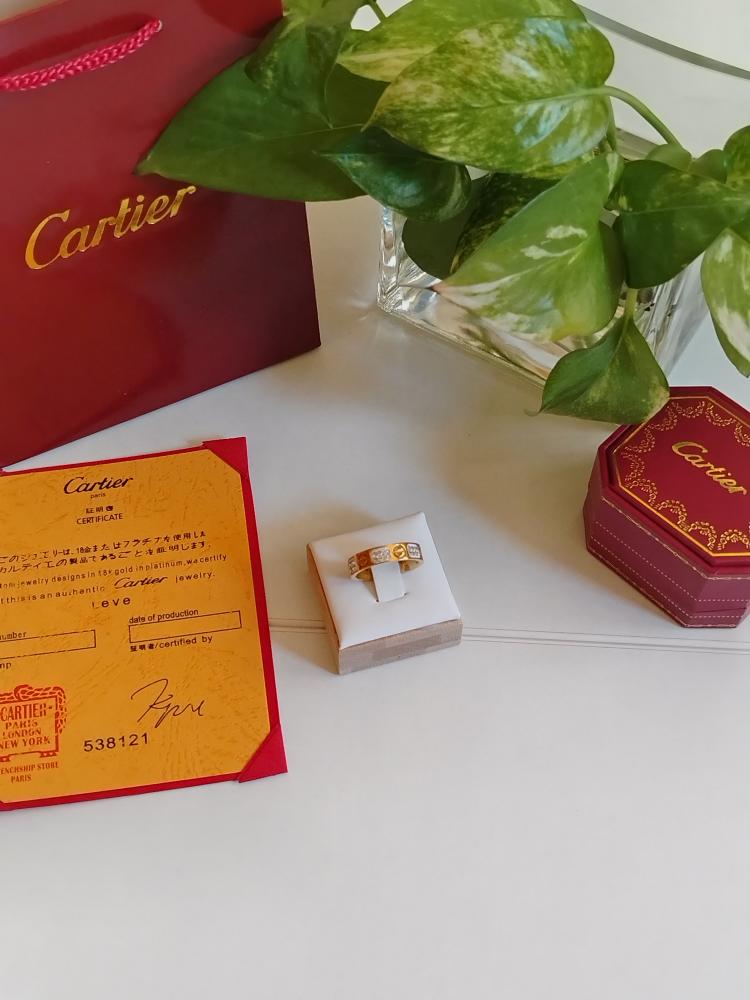 Cartier
Cartier
Cartier
paris
証明書
CERTIFICATE
このジュエリーは、18金またはプラチナを使用した
カルティエの製品であることを証明します。
jewelry designs in 18k gold in platinum, we certify
this is an authentic Cartier jewelry.
Leve
number
date of production
証明者/certified by
CARTIER
PARIS
LONDON
NEW YORK
538121
STORE
PARIS